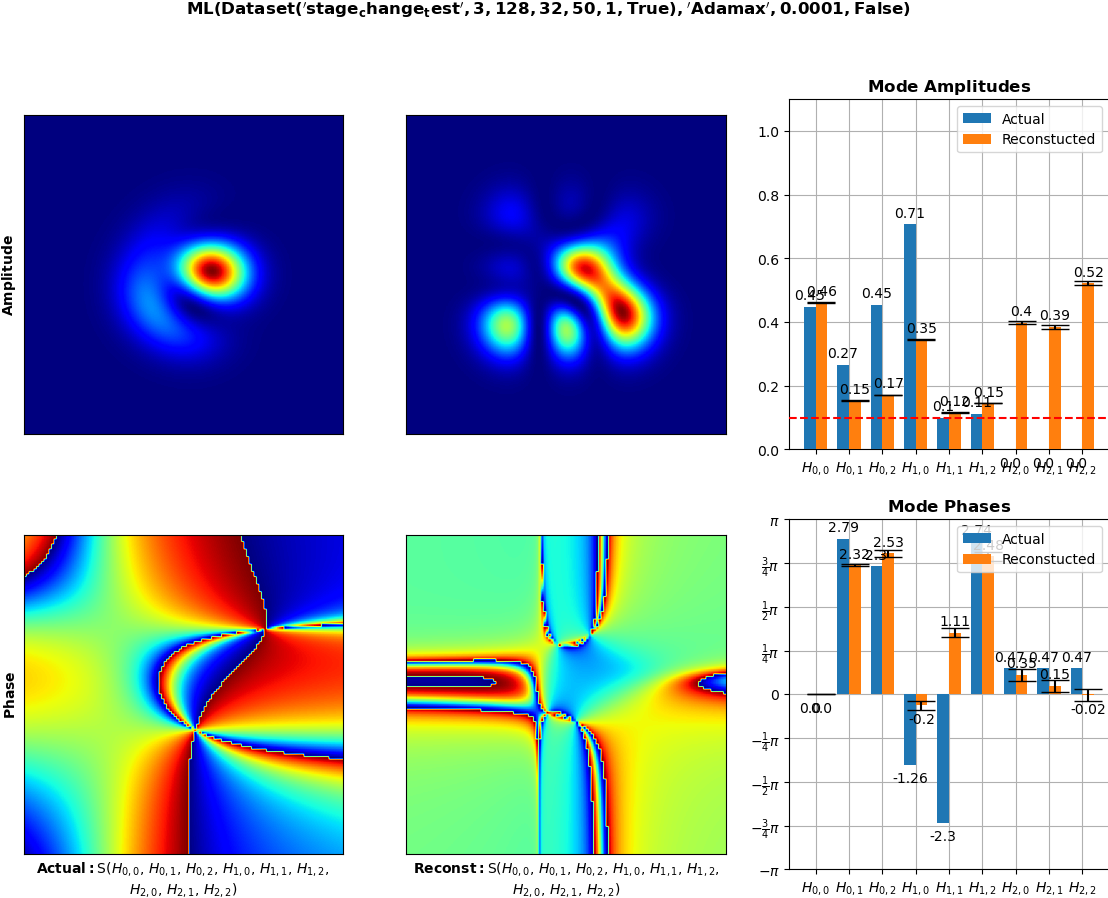 ML(Dataset('stage_change_test', 3, 128, 32, 50, 1, True), 'Adamax', 0.0001, False)
Mode Amplitudes
Amplitude
1.0
0.8
0.6
0.4
0.2
0.0
Actual
Reconstucted
0.45
0.46
0.27
0.15
0.45
0.17
0.71
0.35
0.1
0.12
0.11
0.15
0.0
0.4
0.0
0.39
0.0
0.52
H0,0 H0,1 H0,2 H1,0 H1,1 H1,2 H2,0 H2,1 H2,2
Mode Phases
Phase
π
3/4π
1/2π
1/4π
0
−1/4π
−1/2π
−3/4π
−π
Actual
Reconstucted
0.0
0.0
2.79
2.32
2.3
2.53
-1.26
-0.2
-2.3
1.11
2.74
2.48
0.47
0.35
0.47
0.15
0.47
-0.02
H0,0 H0,1 H0,2 H1,0 H1,1 H1,2 H2,0 H2,1 H2,2
Actual: S(H0,0, H0,1, H0,2, H1,0, H1,1, H1,2,
H2,0, H2,1, H2,2)
Reconst: S(H0,0, H0,1, H0,2, H1,0, H1,1, H1,2,
H2,0, H2,1, H2,2)